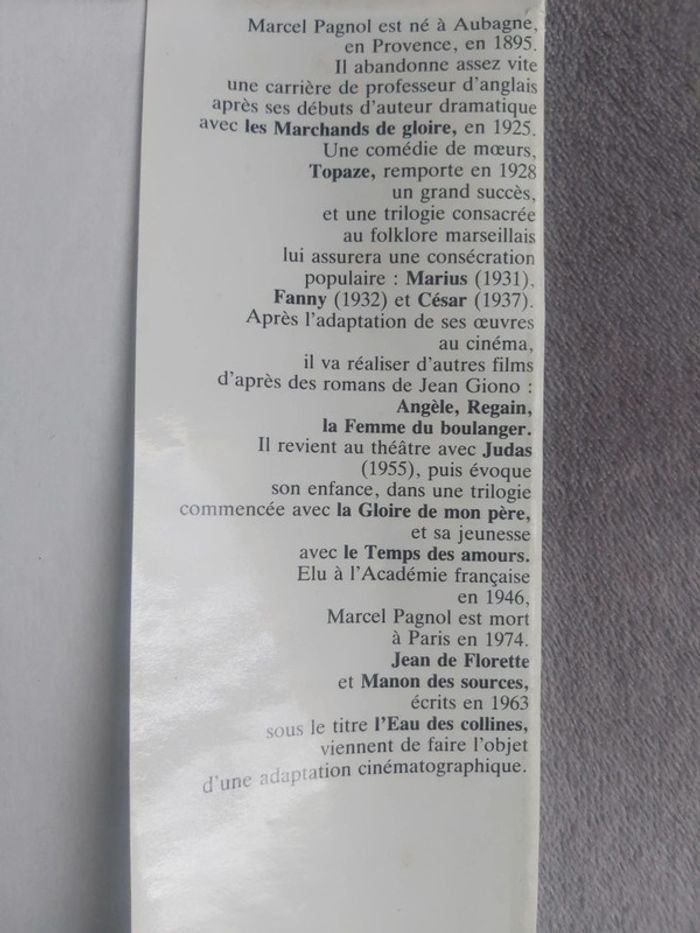 Marcel Pagnol est né à Aubagne,
en Provence, en 1895.
Il abandonne assez vite
une carrière de professeur d'anglais
après ses débuts d'auteur dramatique
avec les Marchands de gloire, en 1925.
Une comédie de mœurs,
Topaze, remporte en 1928
un grand succès,
et une trilogie consacrée
au folklore marseillais
lui assurera une consécration
populaire : Marius (1931),
Fanny (1932) et César (1937).
Après l'adaptation de ses œuvres
au cinéma,
il va réaliser d'autres films
d'après des romans de Jean Giono :
Angèle, Regain,
la Femme du boulanger.
Il revient au théâtre avec Judas
(1955), puis évoque
son enfance, dans une trilogie
commencée avec la Gloire de mon père,
et sa jeunesse
avec le Temps des amours.
Elu à l'Académie française
en 1946,
Marcel Pagnol est mort
à Paris en 1974.
Jean de Florette
et Manon des sources,
écrits en 1963
sous le titre l'Eau des collines,
viennent de faire l'objet
d'une adaptation cinématographique.